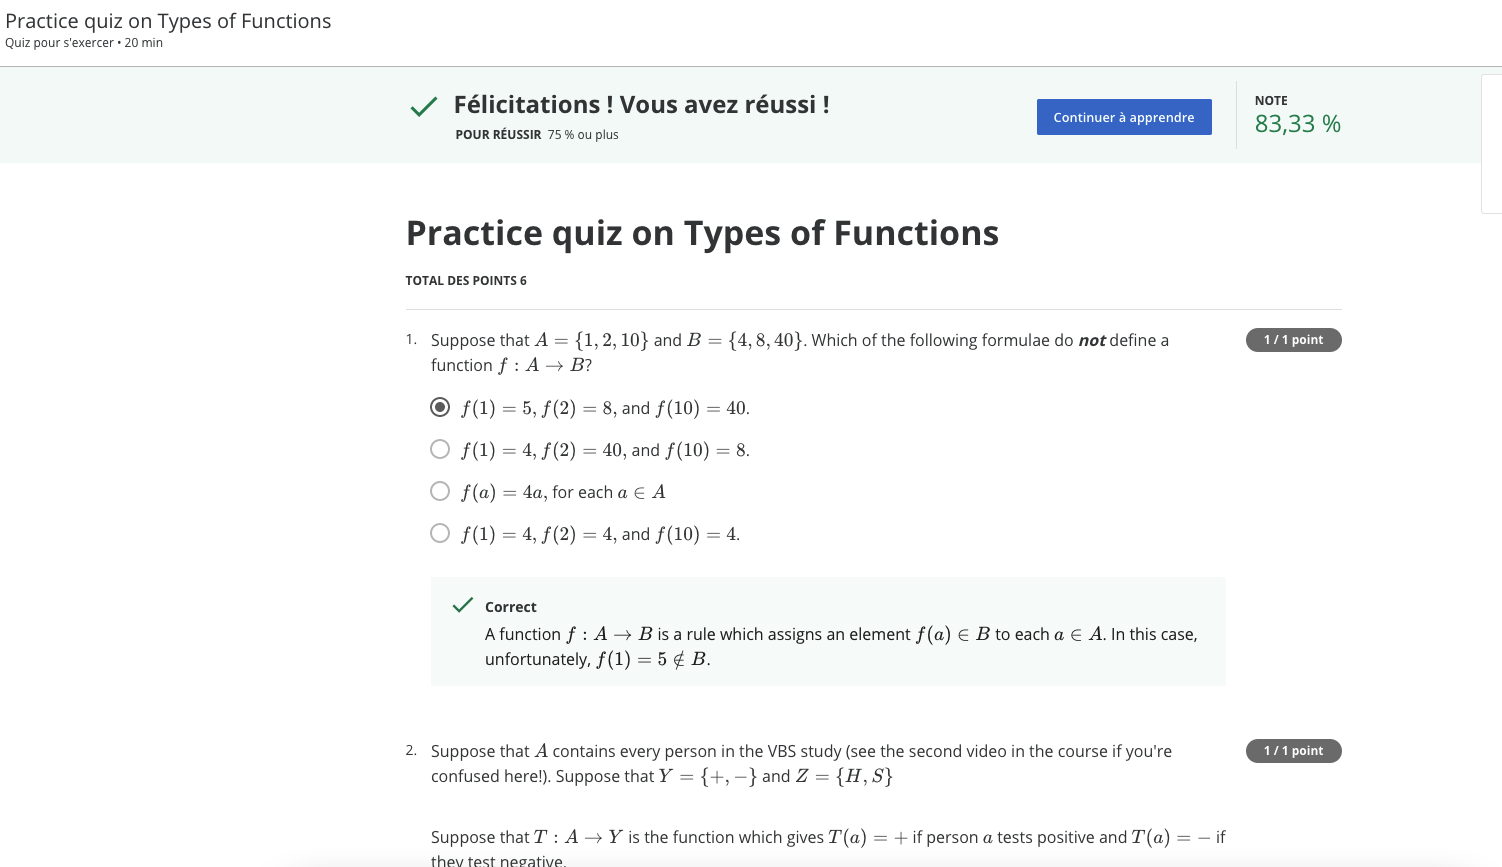 Practice quiz on Types of Functions
Quiz pour s'exercer • 20 min
Félicitations ! Vous avez réussi !
POUR RÉUSSIR 75 % ou plus
Continuer à apprendre
NOTE
83,33 %
Practice quiz on Types of Functions
TOTAL DES POINTS 6
1. Suppose that A = {1, 2, 10} and B = {4, 8, 40}. Which of the following formulae do not define a
function f : A → B?
1 / 1 point
f(1) = 5, f(2) = 8, and f(10) = 40.
f(1) = 4, f(2) = 40, and f(10) = 8.
f(a) = 4a, for each a ∈ A
f(1) = 4, f(2) = 4, and f(10) = 4.
Correct
A function f : A → B is a rule which assigns an element f(a) ∈ B to each a ∈ A. In this case,
unfortunately, f(1) = 5 ∉ B.
2. Suppose that A contains every person in the VBS study (see the second video in the course if you're
confused here!). Suppose that Y = {+, −} and Z = {H, S}
1 / 1 point
Suppose that T : A → Y is the function which gives T(a) = + if person a tests positive and T(a) = − if
they test negative.